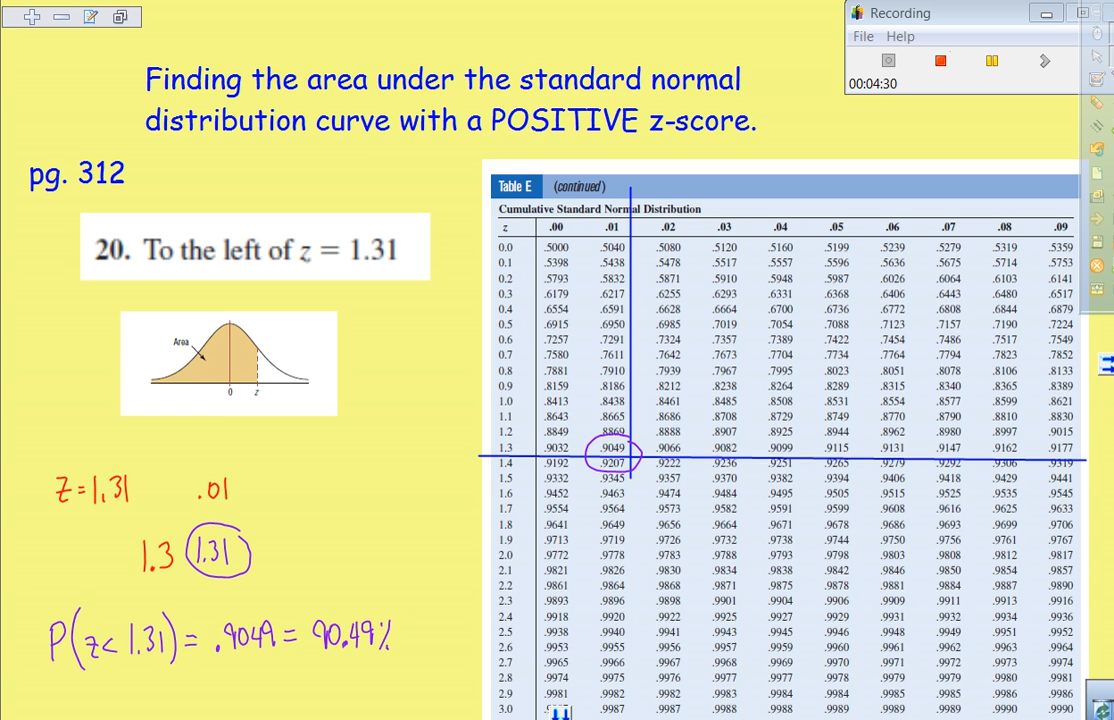 Recording
File Help
00:04:30
Finding the area under the standard normal
distribution curve with a POSITIVE z-score.
pg. 312
20. To the left of z = 1.31
Area
0 z
z = 1.31 .01
1.3 1.31
P(z< 1.31) = .9049 = 90.49%
Table E (continued)
Cumulative Standard Normal Distribution
z .00 .01 .02 .03 .04 .05 .06 .07 .08 .09
0.0 .5000 .5040 .5080 .5120 .5160 .5199 .5239 .5279 .5319 .5359
0.1 .5398 .5438 .5478 .5517 .5557 .5596 .5636 .5675 .5714 .5753
0.2 .5793 .5832 .5871 .5910 .5948 .5987 .6026 .6064 .6103 .6141
0.3 .6179 .6217 .6255 .6293 .6331 .6368 .6406 .6443 .6480 .6517
0.4 .6554 .6591 .6628 .6664 .6700 .6736 .6772 .6808 .6844 .6879
0.5 .6915 .6950 .6985 .7019 .7054 .7088 .7123 .7157 .7190 .7224
0.6 .7257 .7291 .7324 .7357 .7389 .7422 .7454 .7486 .7517 .7549
0.7 .7580 .7611 .7642 .7673 .7704 .7734 .7764 .7794 .7823 .7852
0.8 .7881 .7910 .7939 .7967 .7995 .8023 .8051 .8078 .8106 .8133
0.9 .8159 .8186 .8212 .8238 .8264 .8289 .8315 .8340 .8365 .8389
1.0 .8413 .8438 .8461 .8485 .8508 .8531 .8554 .8577 .8599 .8621
1.1 .8643 .8665 .8686 .8708 .8729 .8749 .8770 .8790 .8810 .8830
1.2 .8849 .8869 .8888 .8907 .8925 .8944 .8962 .8980 .8997 .9015
1.3 .9032 .9049 .9066 .9082 .9099 .9115 .9131 .9147 .9162 .9177
1.4 .9192 .9207 .9222 .9236 .9251 .9265 .9279 .9292 .9306 .9319
1.5 .9332 .9345 .9357 .9370 .9382 .9394 .9406 .9418 .9429 .9441
1.6 .9452 .9463 .9474 .9484 .9495 .9505 .9515 .9525 .9535 .9545
1.7 .9554 .9564 .9573 .9582 .9591 .9599 .9608 .9616 .9625 .9633
1.8 .9641 .9649 .9656 .9664 .9671 .9678 .9686 .9693 .9699 .9706
1.9 .9713 .9719 .9726 .9732 .9738 .9744 .9750 .9756 .9761 .9767
2.0 .9772 .9778 .9783 .9788 .9793 .9798 .9803 .9808 .9812 .9817
2.1 .9821 .9826 .9830 .9834 .9838 .9842 .9846 .9850 .9854 .9857
2.2 .9861 .9864 .9868 .9871 .9875 .9878 .9881 .9884 .9887 .9890
2.3 .9893 .9896 .9898 .9901 .9904 .9906 .9909 .9911 .9913 .9916
2.4 .9918 .9920 .9922 .9925 .9927 .9929 .9931 .9932 .9934 .9936
2.5 .9938 .9940 .9941 .9943 .9945 .9946 .9948 .9949 .9951 .9952
2.6 .9953 .9955 .9956 .9957 .9959 .9960 .9961 .9962 .9963 .9964
2.7 .9965 .9966 .9967 .9968 .9969 .9970 .9971 .9972 .9973 .9974
2.8 .9974 .9975 .9976 .9977 .9977 .9978 .9979 .9979 .9980 .9981
2.9 .9981 .9982 .9982 .9983 .9984 .9984 .9985 .9985 .9986 .9986
3.0 .9987 .9987 .9988 .9988 .9989 .9989 .9989 .9990 .9990